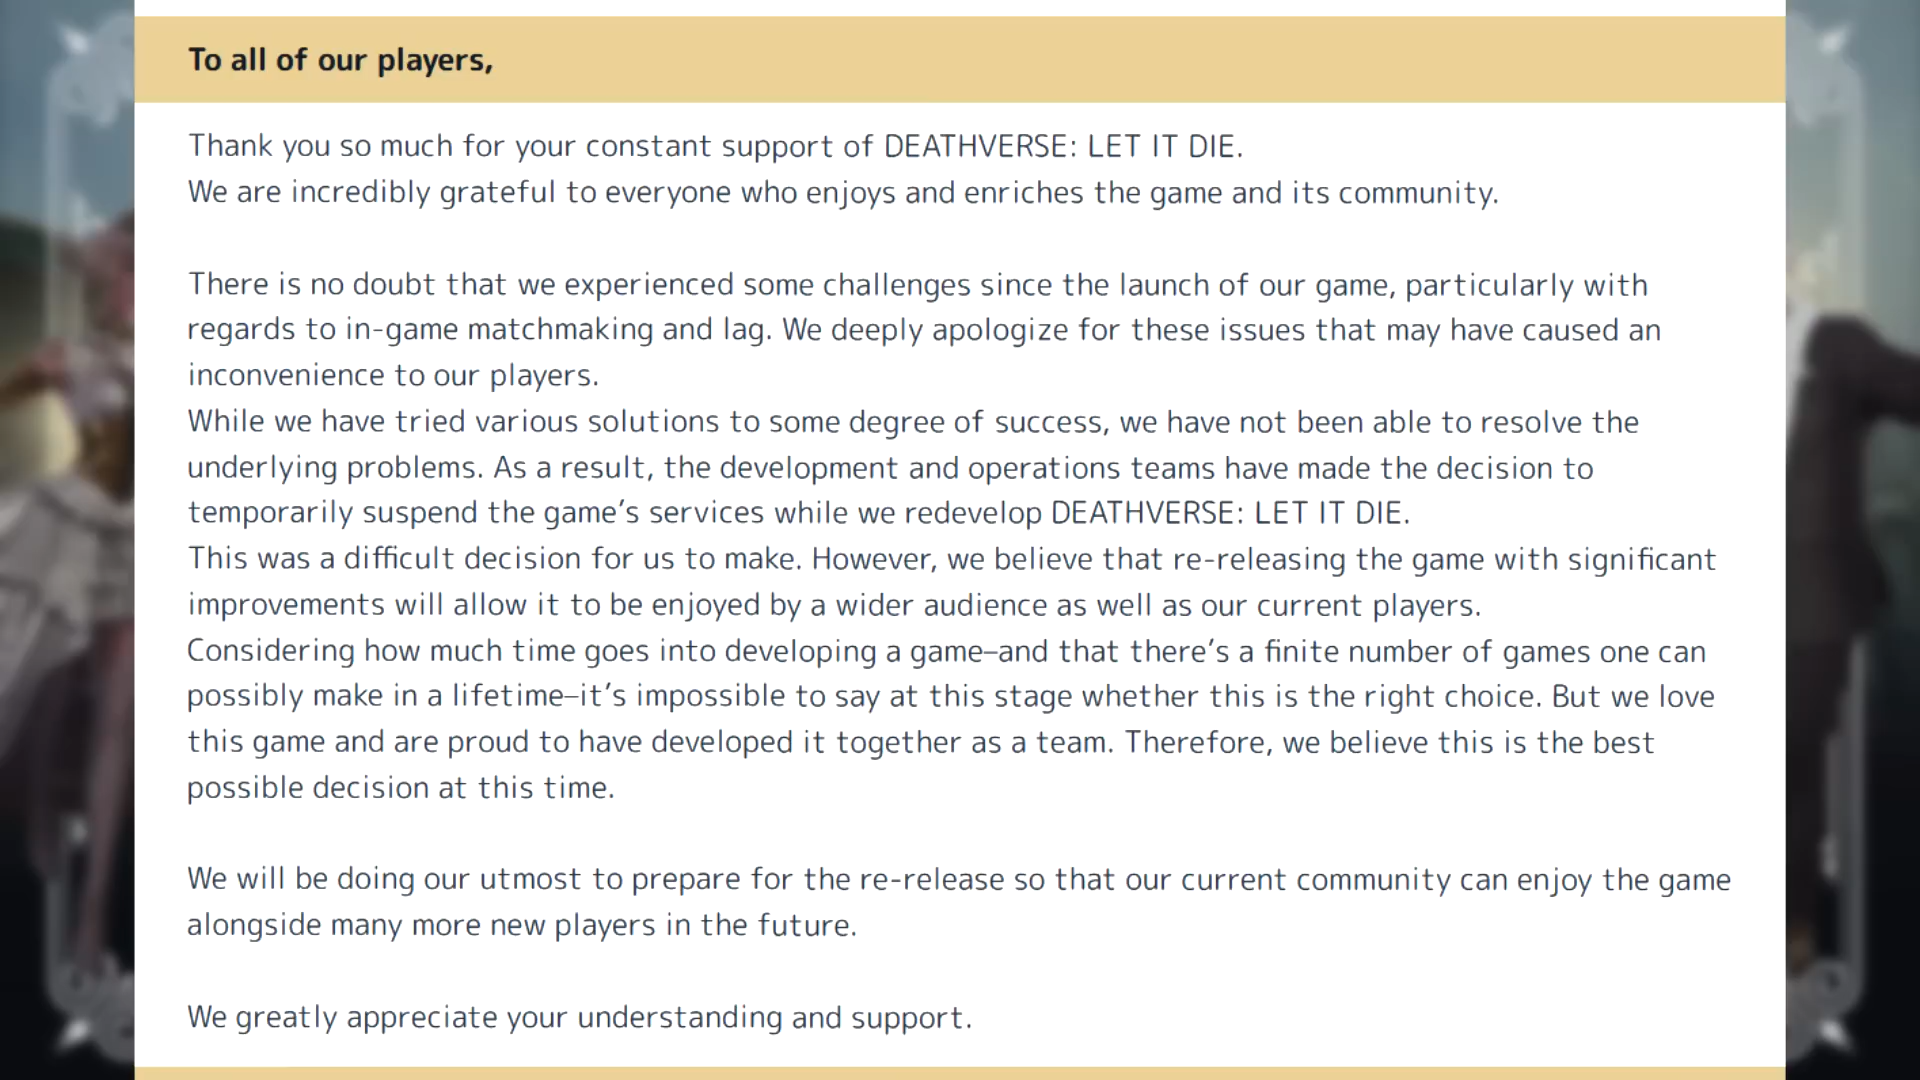 To all of our players,
Thank you so much for your constant support of DEATHVERSE: LET IT DIE.
We are incredibly grateful to everyone who enjoys and enriches the game and its community.
There is no doubt that we experienced some challenges since the launch of our game, particularly with
regards to in-game matchmaking and lag. We deeply apologize for these issues that may have caused an
inconvenience to our players.
While we have tried various solutions to some degree of success, we have not been able to resolve the
underlying problems. As a result, the development and operations teams have made the decision to
temporarily suspend the game’s services while we redevelop DEATHVERSE: LET IT DIE.
This was a difficult decision for us to make. However, we believe that re-releasing the game with significant
improvements will allow it to be enjoyed by a wider audience as well as our current players.
Considering how much time goes into developing a game–and that there’s a finite number of games one can
possibly make in a lifetime–it’s impossible to say at this stage whether this is the right choice. But we love
this game and are proud to have developed it together as a team. Therefore, we believe this is the best
possible decision at this time.
We will be doing our utmost to prepare for the re-release so that our current community can enjoy the game
alongside many more new players in the future.
We greatly appreciate your understanding and support.